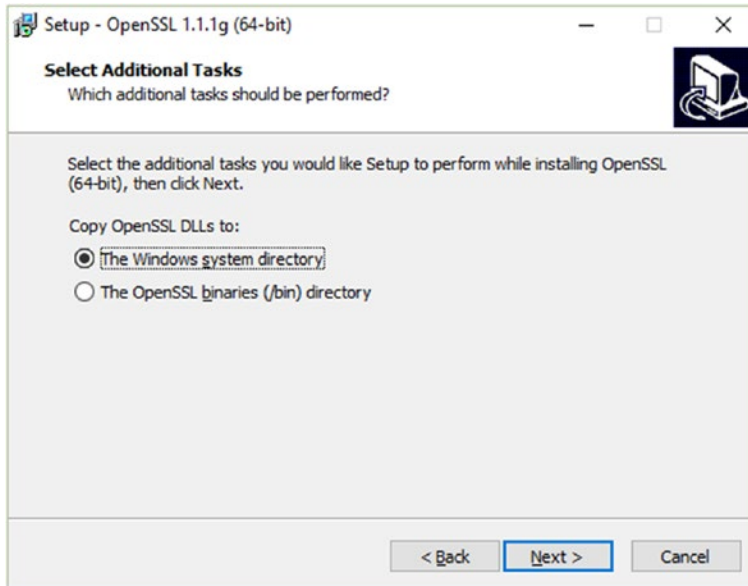 Setup - OpenSSL 1.1.1g (64-bit)
Select Additional Tasks
Which additional tasks should be performed?
Select the additional tasks you would like Setup to perform while installing OpenSSL
(64-bit), then click Next.
Copy OpenSSL DLLs to:
The Windows system directory
The OpenSSL binaries (/bin) directory
< Back Next > Cancel